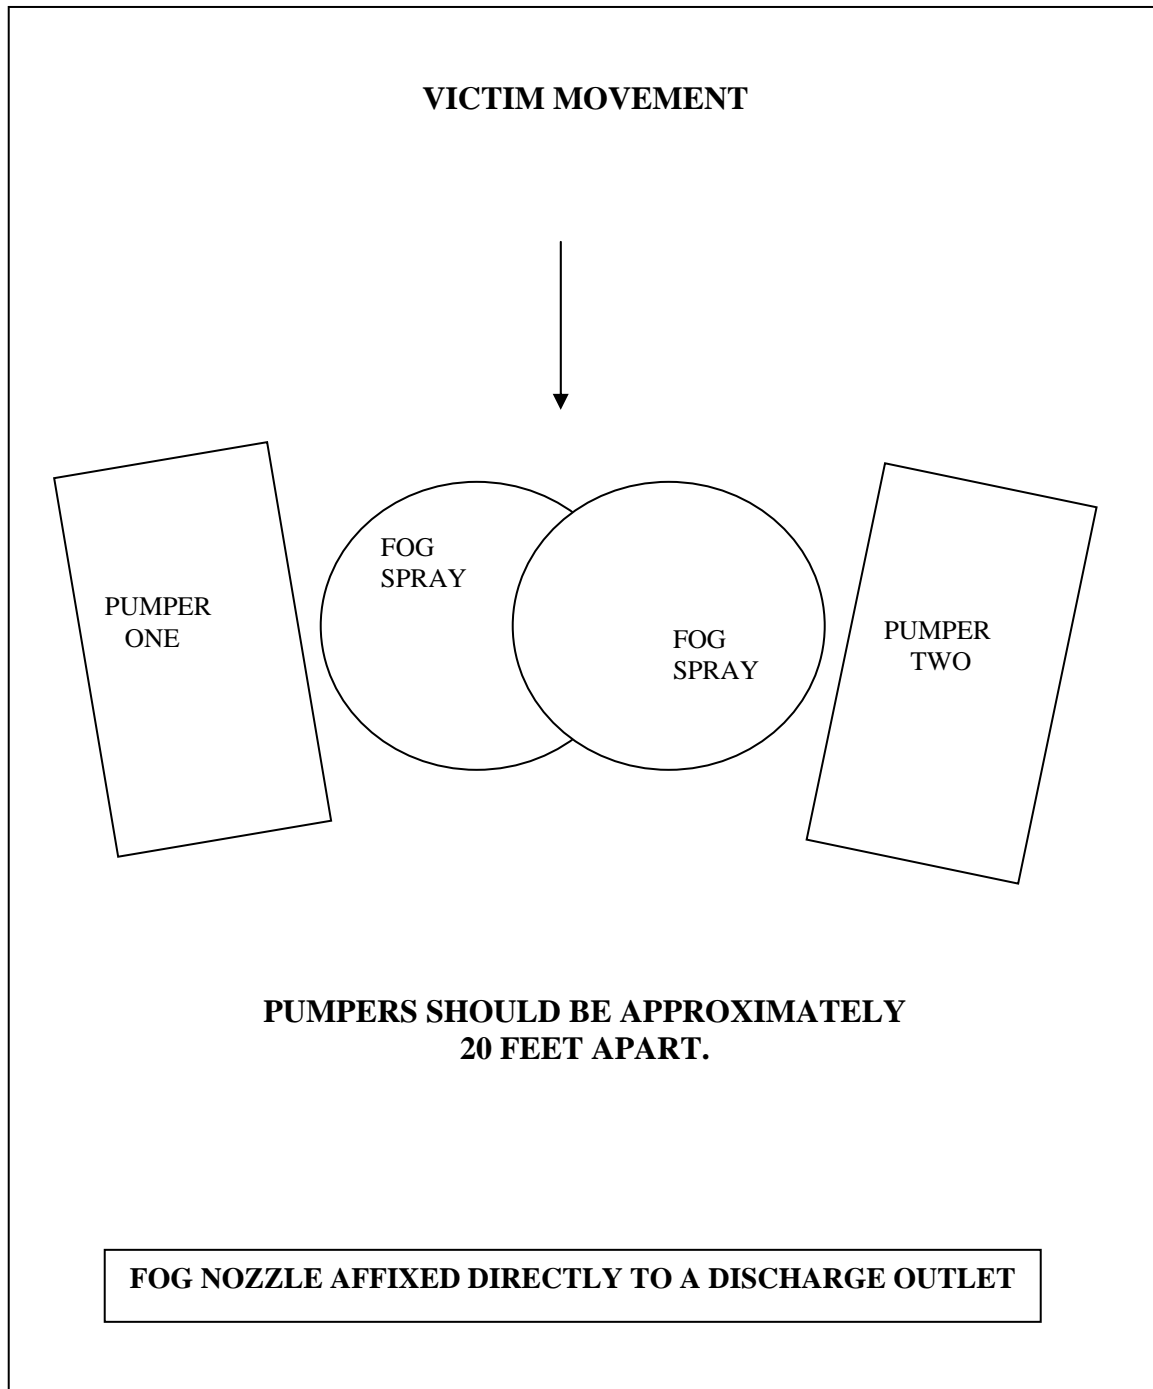 VICTIM MOVEMENT
FOG
SPRAY
PUMPER
ONE
FOG
SPRAY
PUMPER
TWO
PUMPERS SHOULD BE APPROXIMATELY
20 FEET APART.
FOG NOZZLE AFFIXED DIRECTLY TO A DISCHARGE OUTLET